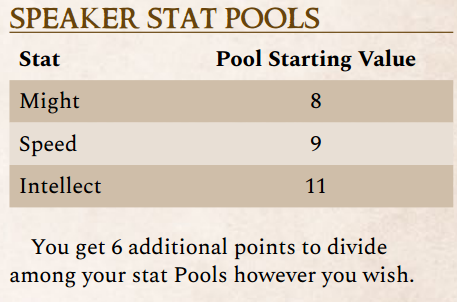 SPEAKER STAT POOLS
Stat Pool Starting Value
Might 8
Speed 9
Intellect 11
You get 6 additional points to divide
among your stat Pools however you wish.